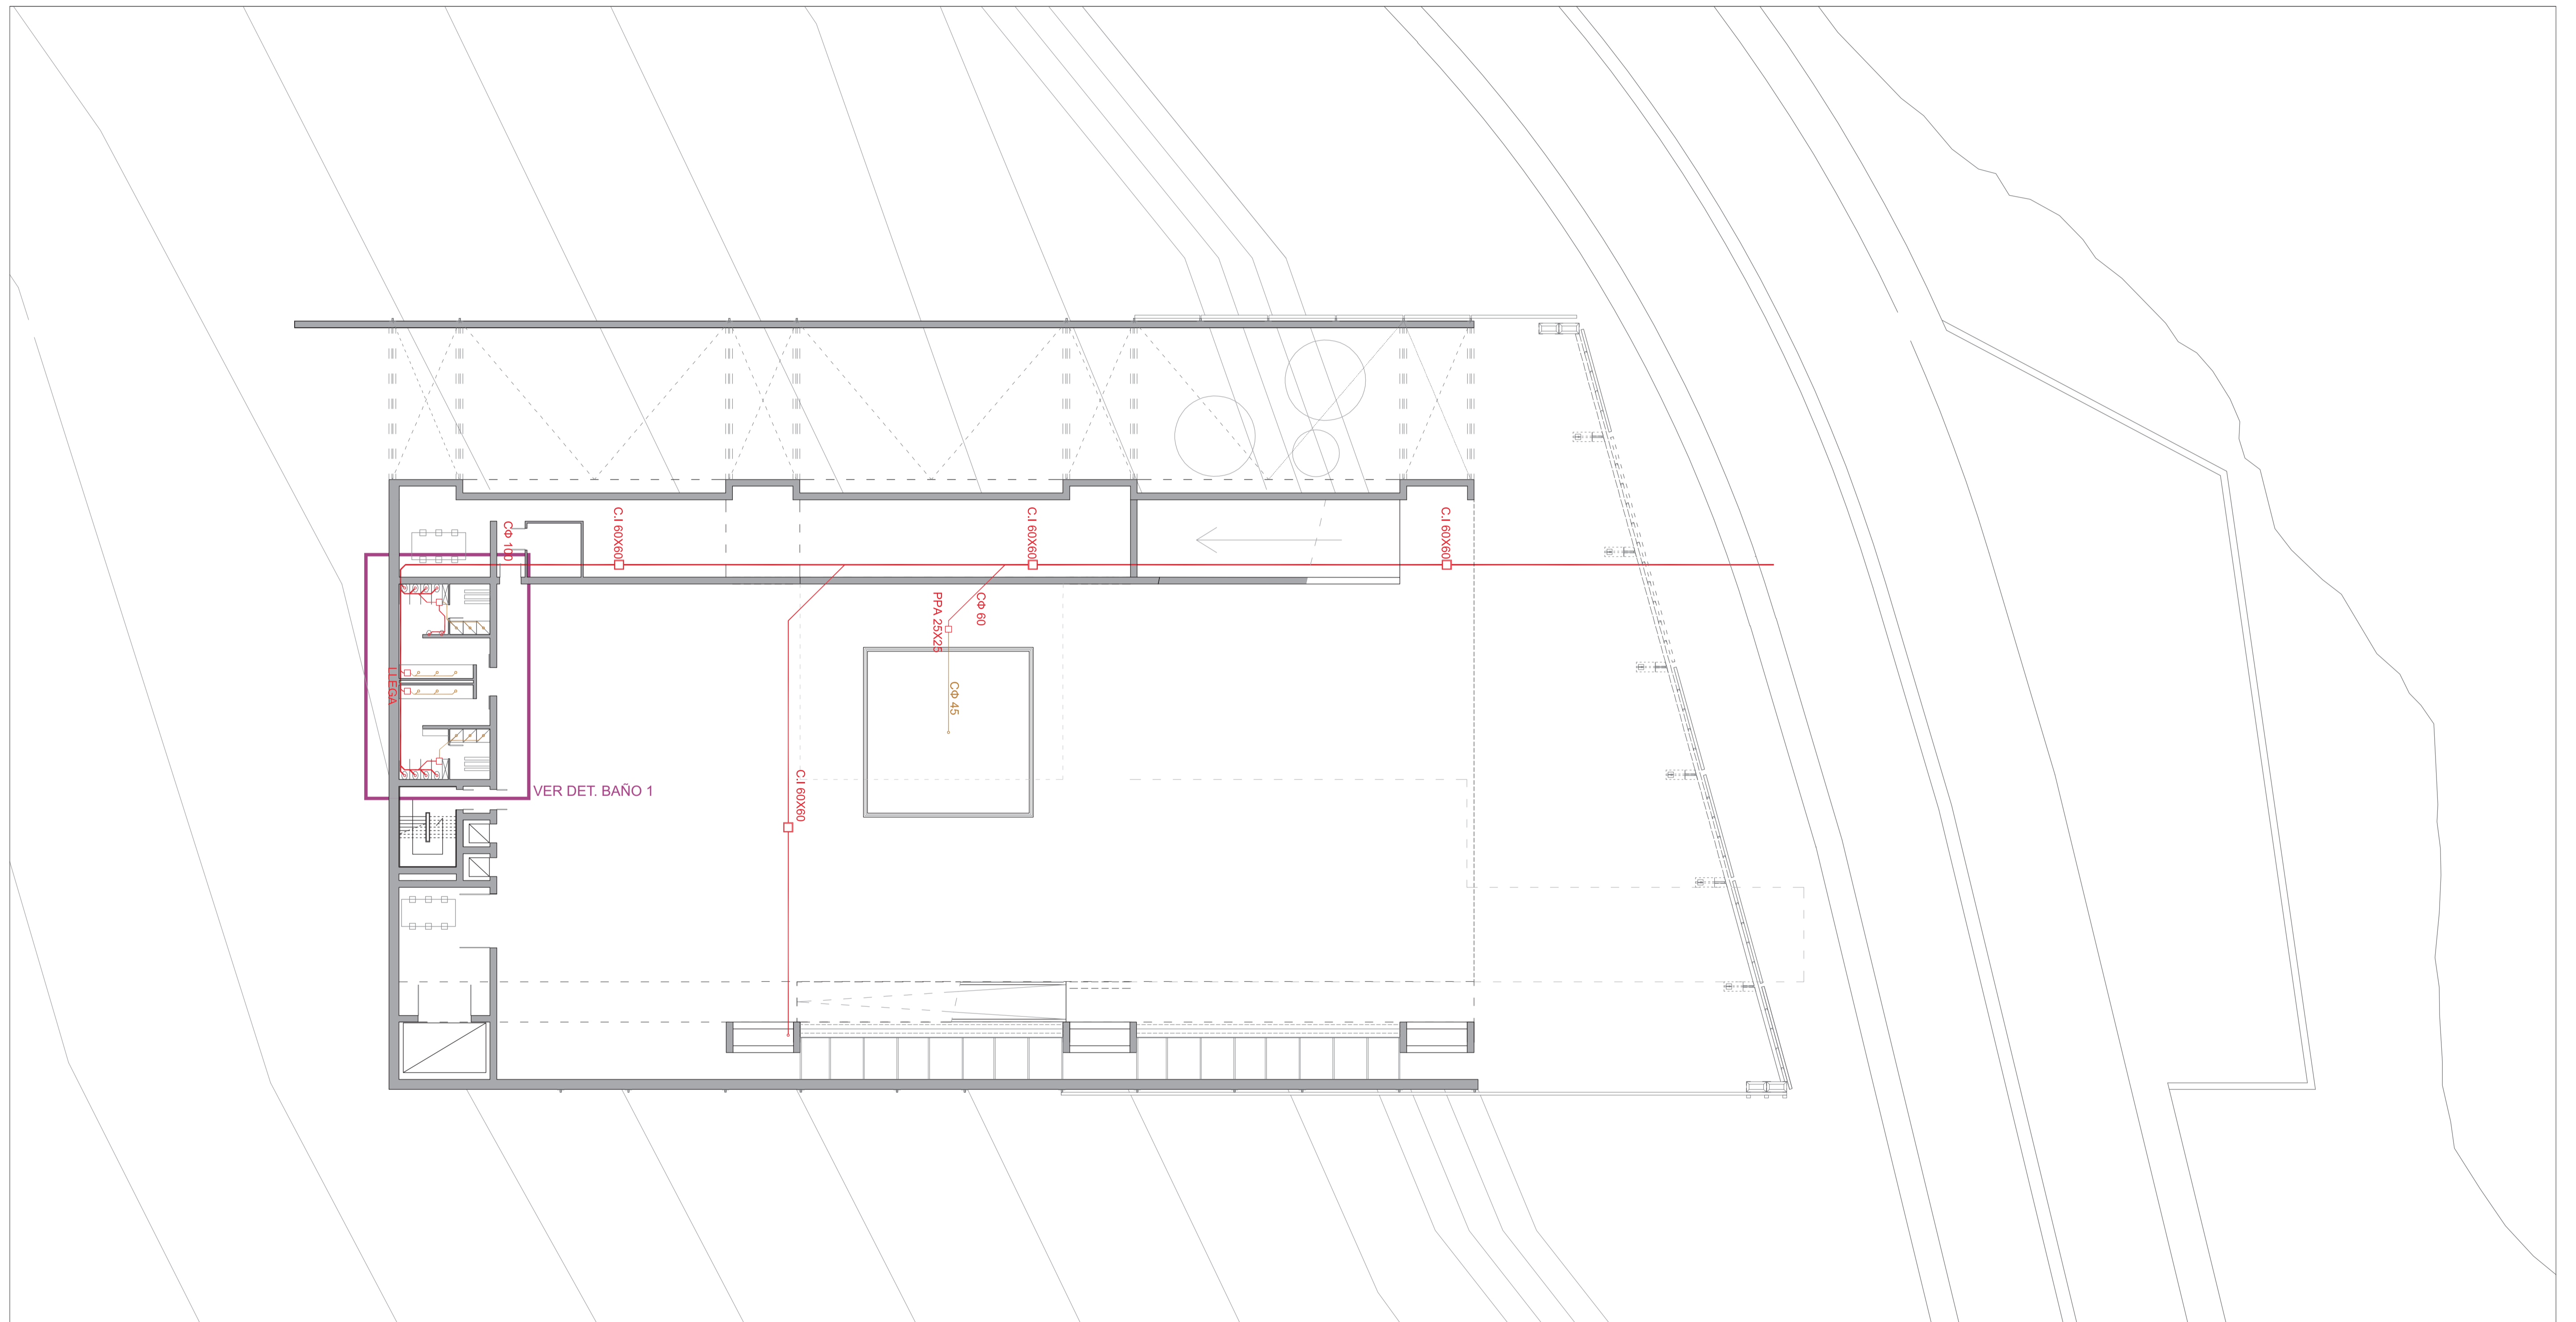 CΦ 100
C.I 60X60
C.I 60X60
C.I 60X60
PPA 25X25
CΦ 60
LLEGA
CΦ 45
C.I 60X60
VER DET. BAÑO 1